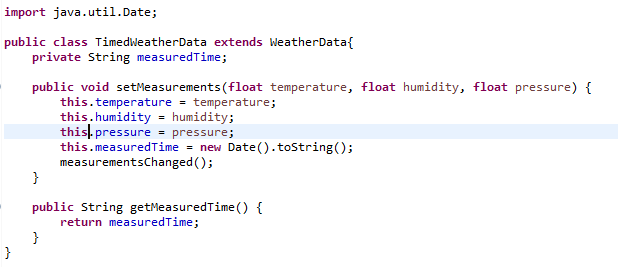 import java.util.Date;
public class TimedWeatherData extends WeatherData{
    private String measuredTime;
    public void setMeasurements(float temperature, float humidity, float pressure) {
        this.temperature = temperature;
        this.humidity = humidity;
        this.pressure = pressure;
        this.measuredTime = new Date().toString();
        measurementsChanged();
    }
    public String getMeasuredTime() {
        return measuredTime;
    }
}